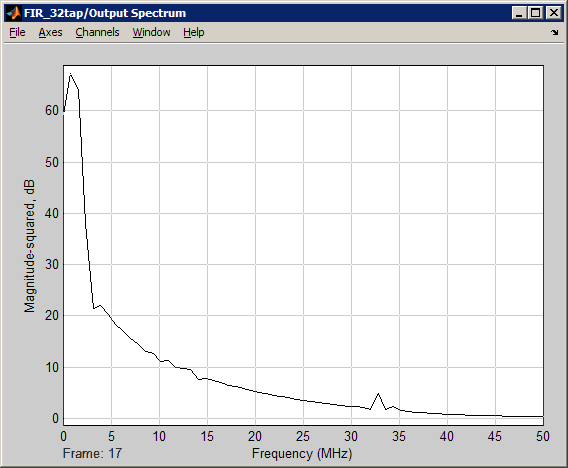 FIR_32tap/Output Spectrum
File Axes Channels Window Help
Magnitude-squared, dB
60
50
40
30
20
10
0
0 5 10 15 20 25 30 35 40 45 50
Frame: 17 Frequency (MHz)